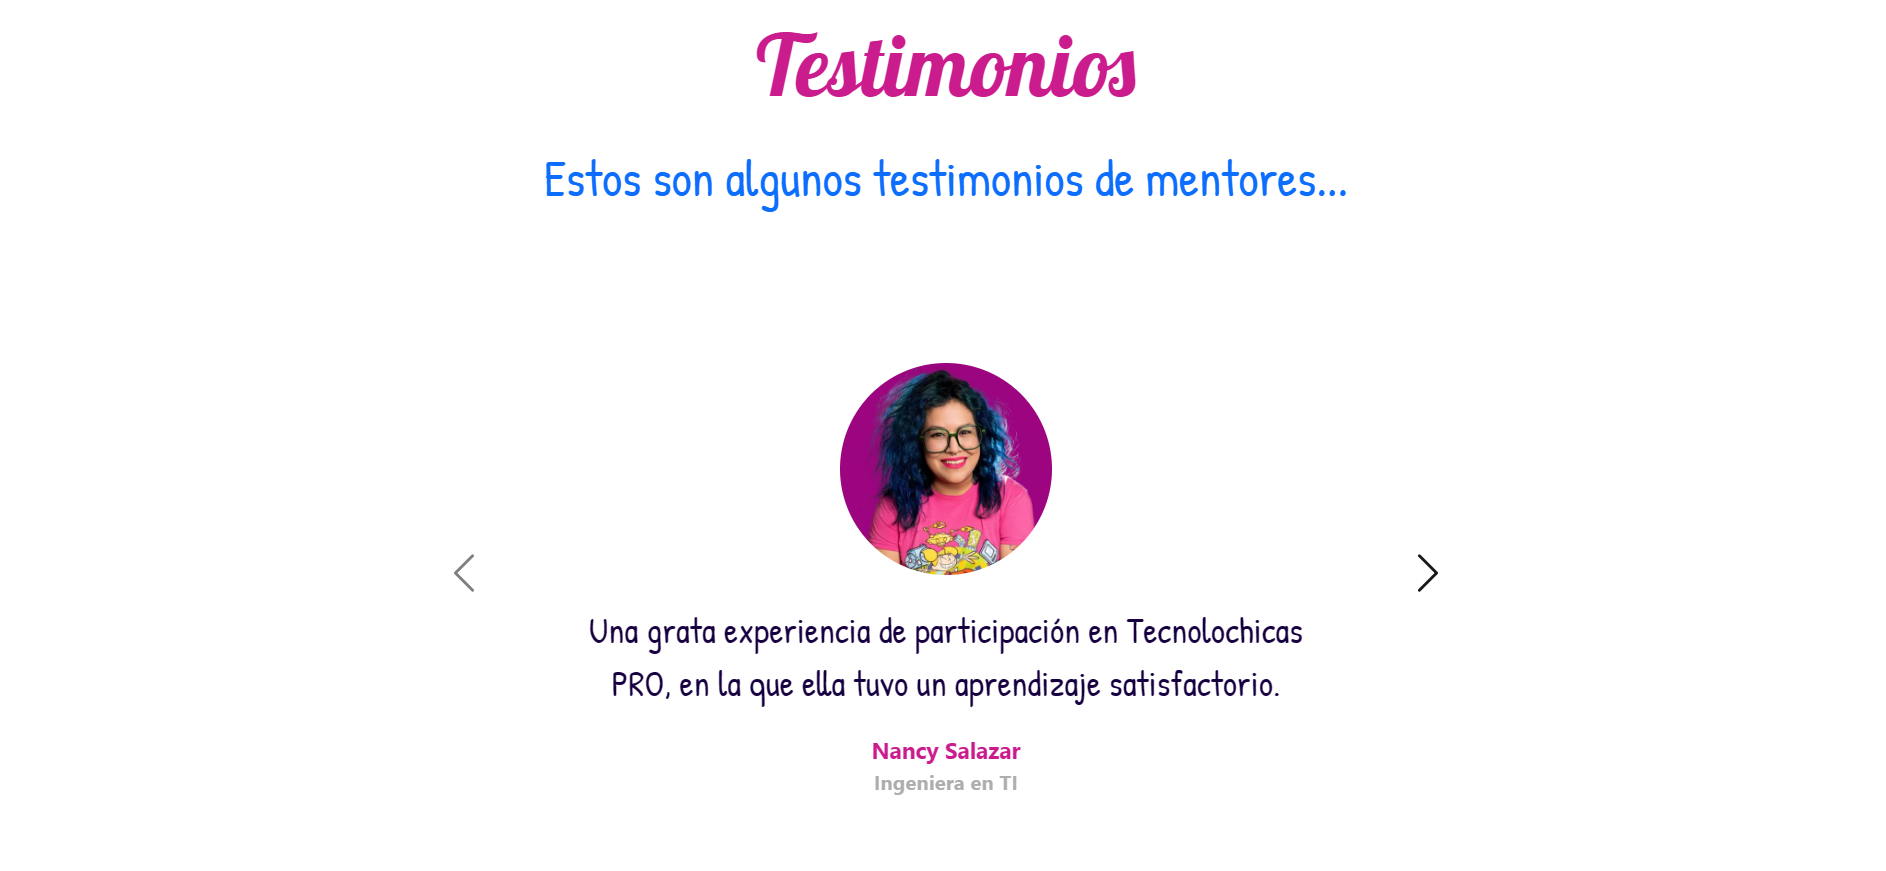 Testimonios
Estos son algunos testimonios de mentores...
Una grata experiencia de participación en Tecnolochicas
PRO, en la que ella tuvo un aprendizaje satisfactorio.
Nancy Salazar
Ingeniera en TI